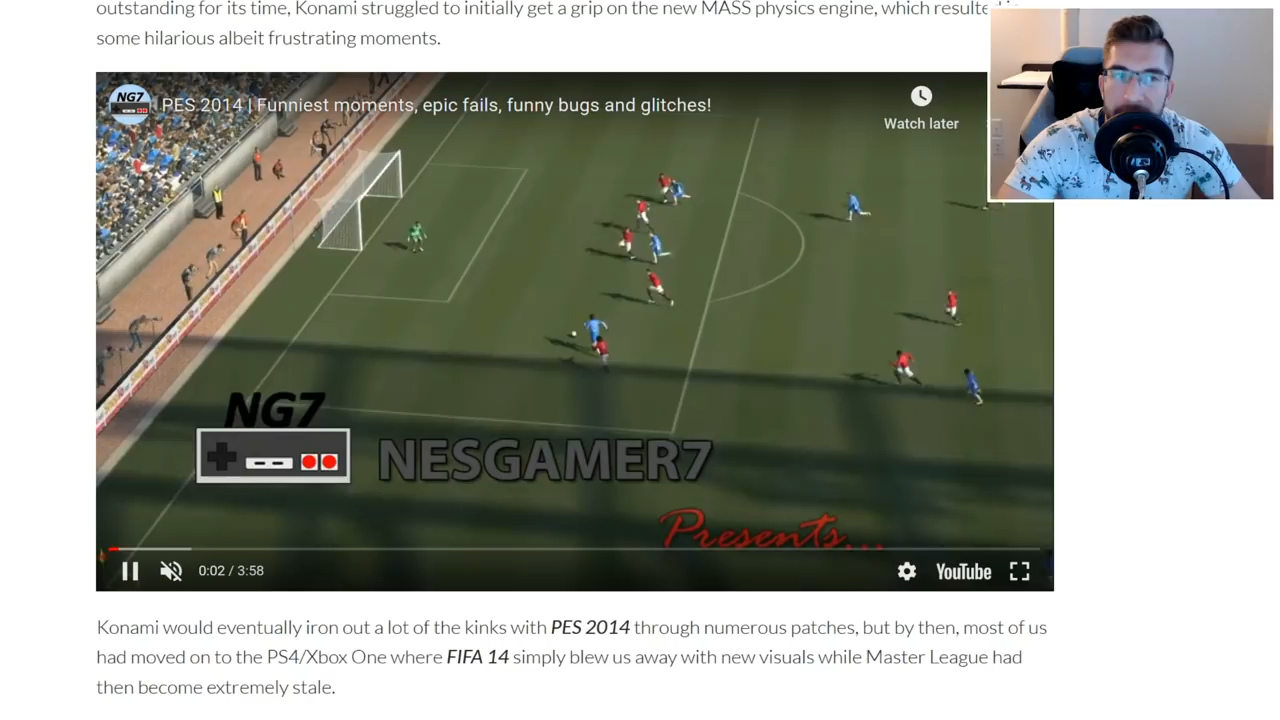 outstanding for its time, Konami struggled to initially get a grip on the new MASS physics engine, which resulted
some hilarious albeit frustrating moments.
NG7
PES 2014 | Funniest moments, epic fails, funny bugs and glitches!
Watch later
NG7
NESGAMER7
Presents...
0:02 / 3:58
YouTube
Konami would eventually iron out a lot of the kinks with PES 2014 through numerous patches, but by then, most of us
had moved on to the PS4/Xbox One where FIFA 14 simply blew us away with new visuals while Master League had
then become extremely stale.